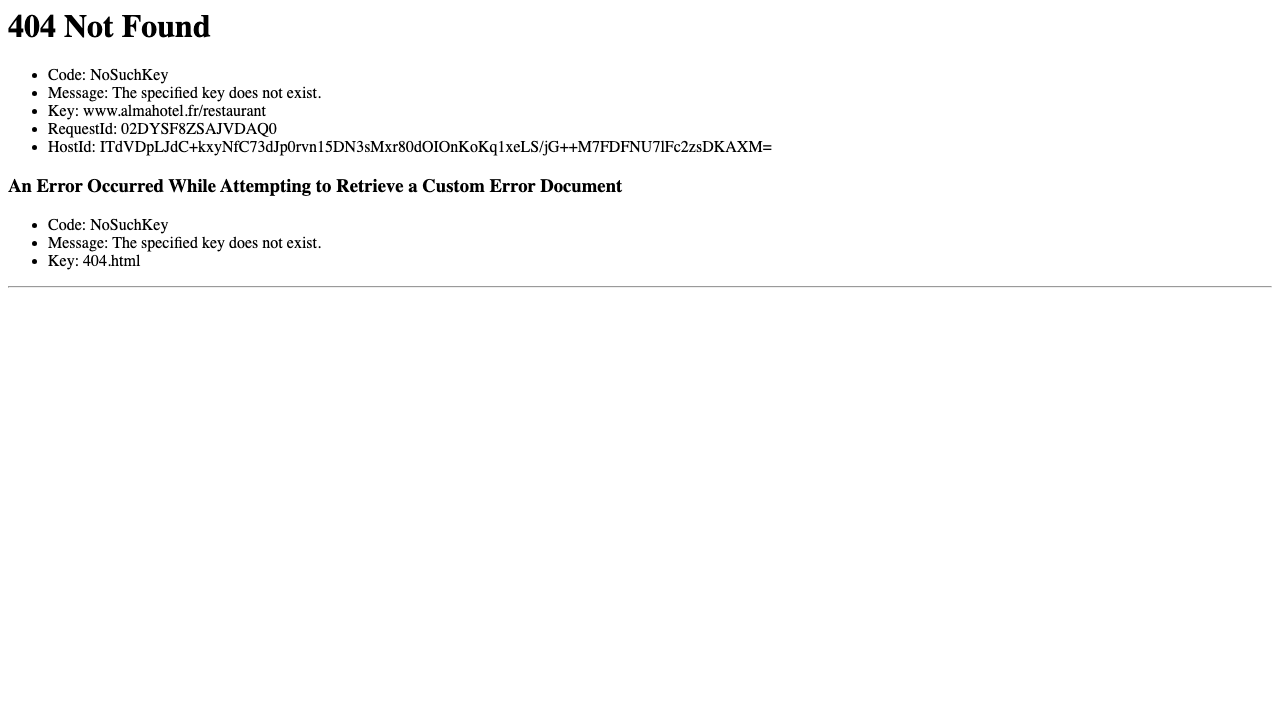 404 Not Found
Code: NoSuchKey
Message: The specified key does not exist.
Key: www.almahotel.fr/restaurant
RequestId: 02DYSF8ZSAJVDAQ0
HostId: ITdVDpLJdC+kxyNfC73dJp0rvn15DN3sMxr80dOIOnKoKq1xeLS/jG++M7FDFNU7lFc2zsDKAXM=
An Error Occurred While Attempting to Retrieve a Custom Error Document
Code: NoSuchKey
Message: The specified key does not exist.
Key: 404.html